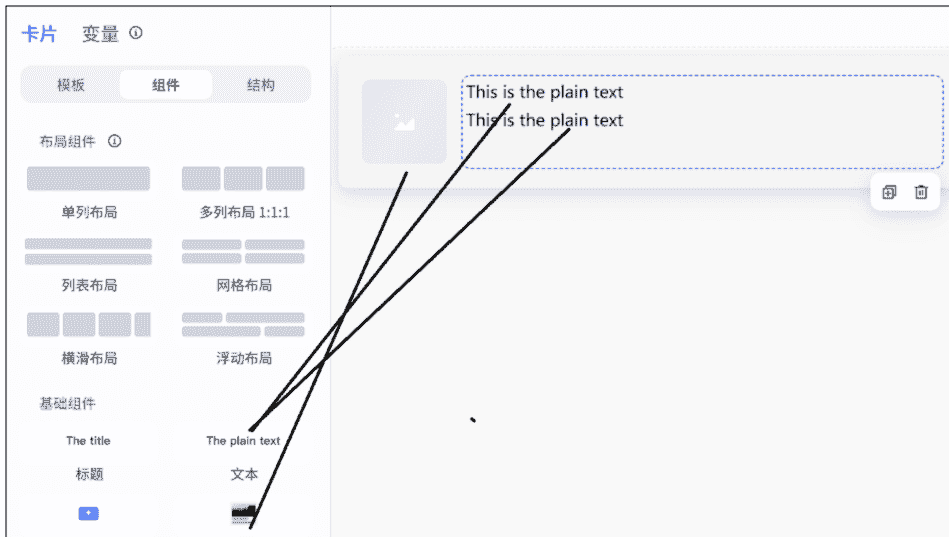 卡片 变量
模板 组件 结构
This is the plain text
This is the plain text
布局组件
单列布局 多列布局 1:1:1
列表布局 网格布局
横滑布局 浮动布局
基础组件
The title The plain text
标题 文本